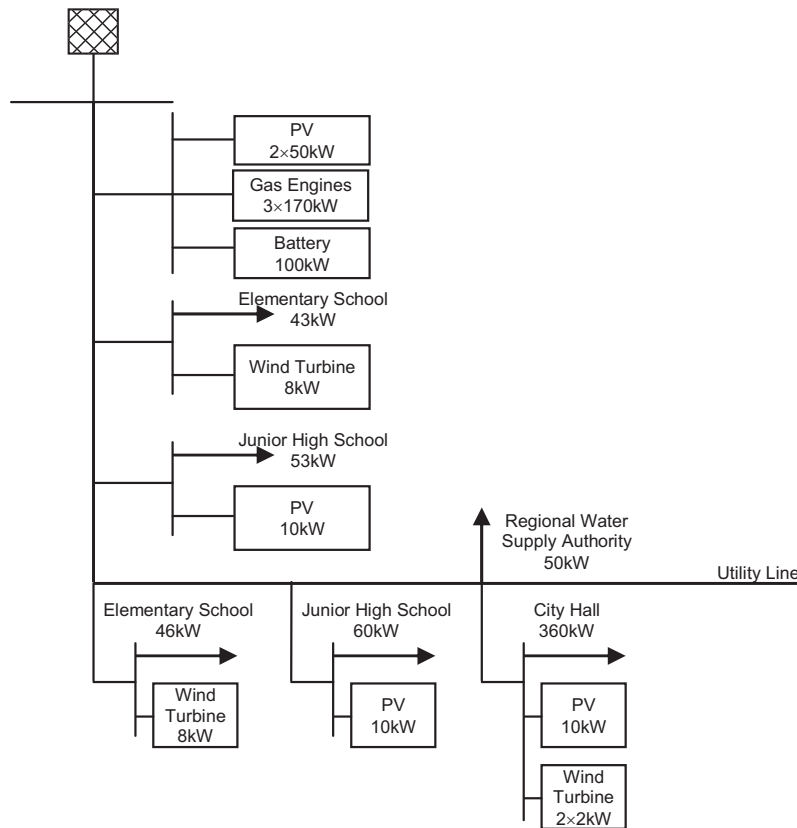 PV
2×50kW
Gas Engines
3×170kW
Battery
100kW
Elementary School
43kW
Wind Turbine
8kW
Junior High School
53kW
PV
10kW
Regional Water
Supply Authority
50kW
Utility Line
Elementary School
46kW
Wind
Turbine
8kW
Junior High School
60kW
PV
10kW
City Hall
360kW
PV
10kW
Wind
Turbine
2×2kW